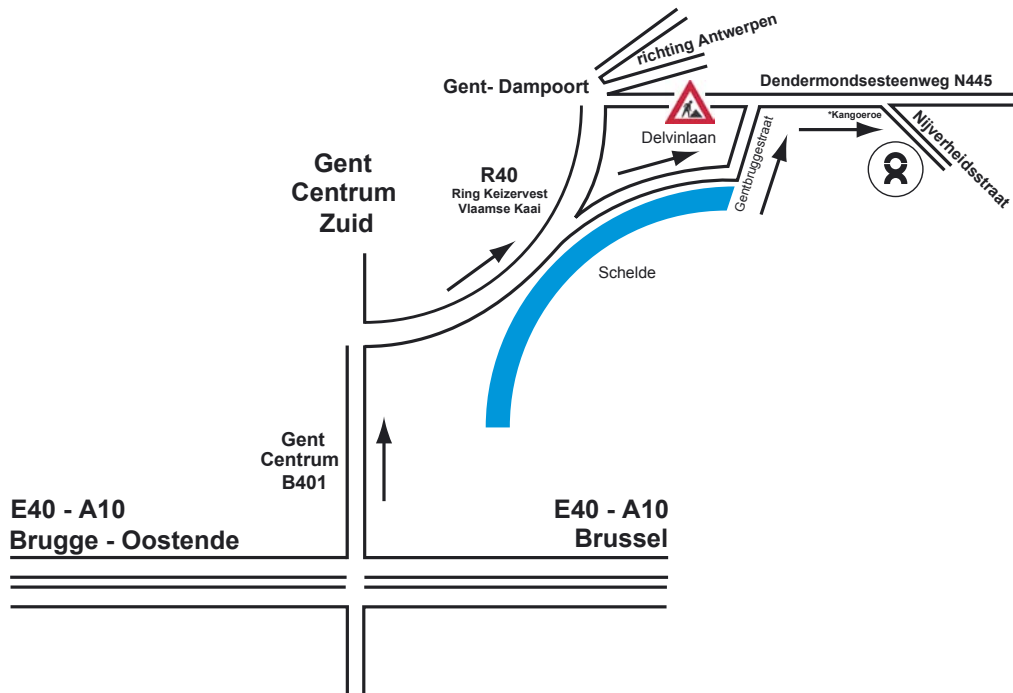 richting Antwerpen
Gent- Dampoort
Dendermondsesteenweg N445
*Kangoeroe
Nijverheidsstraat
Delvinlaan
Gentbruggestraat
Gent
Centrum
Zuid
R40
Ring Keizervest
Vlaamse Kaai
Schelde
Gent
Centrum
B401
E40 - A10
Brugge - Oostende
E40 - A10
Brussel